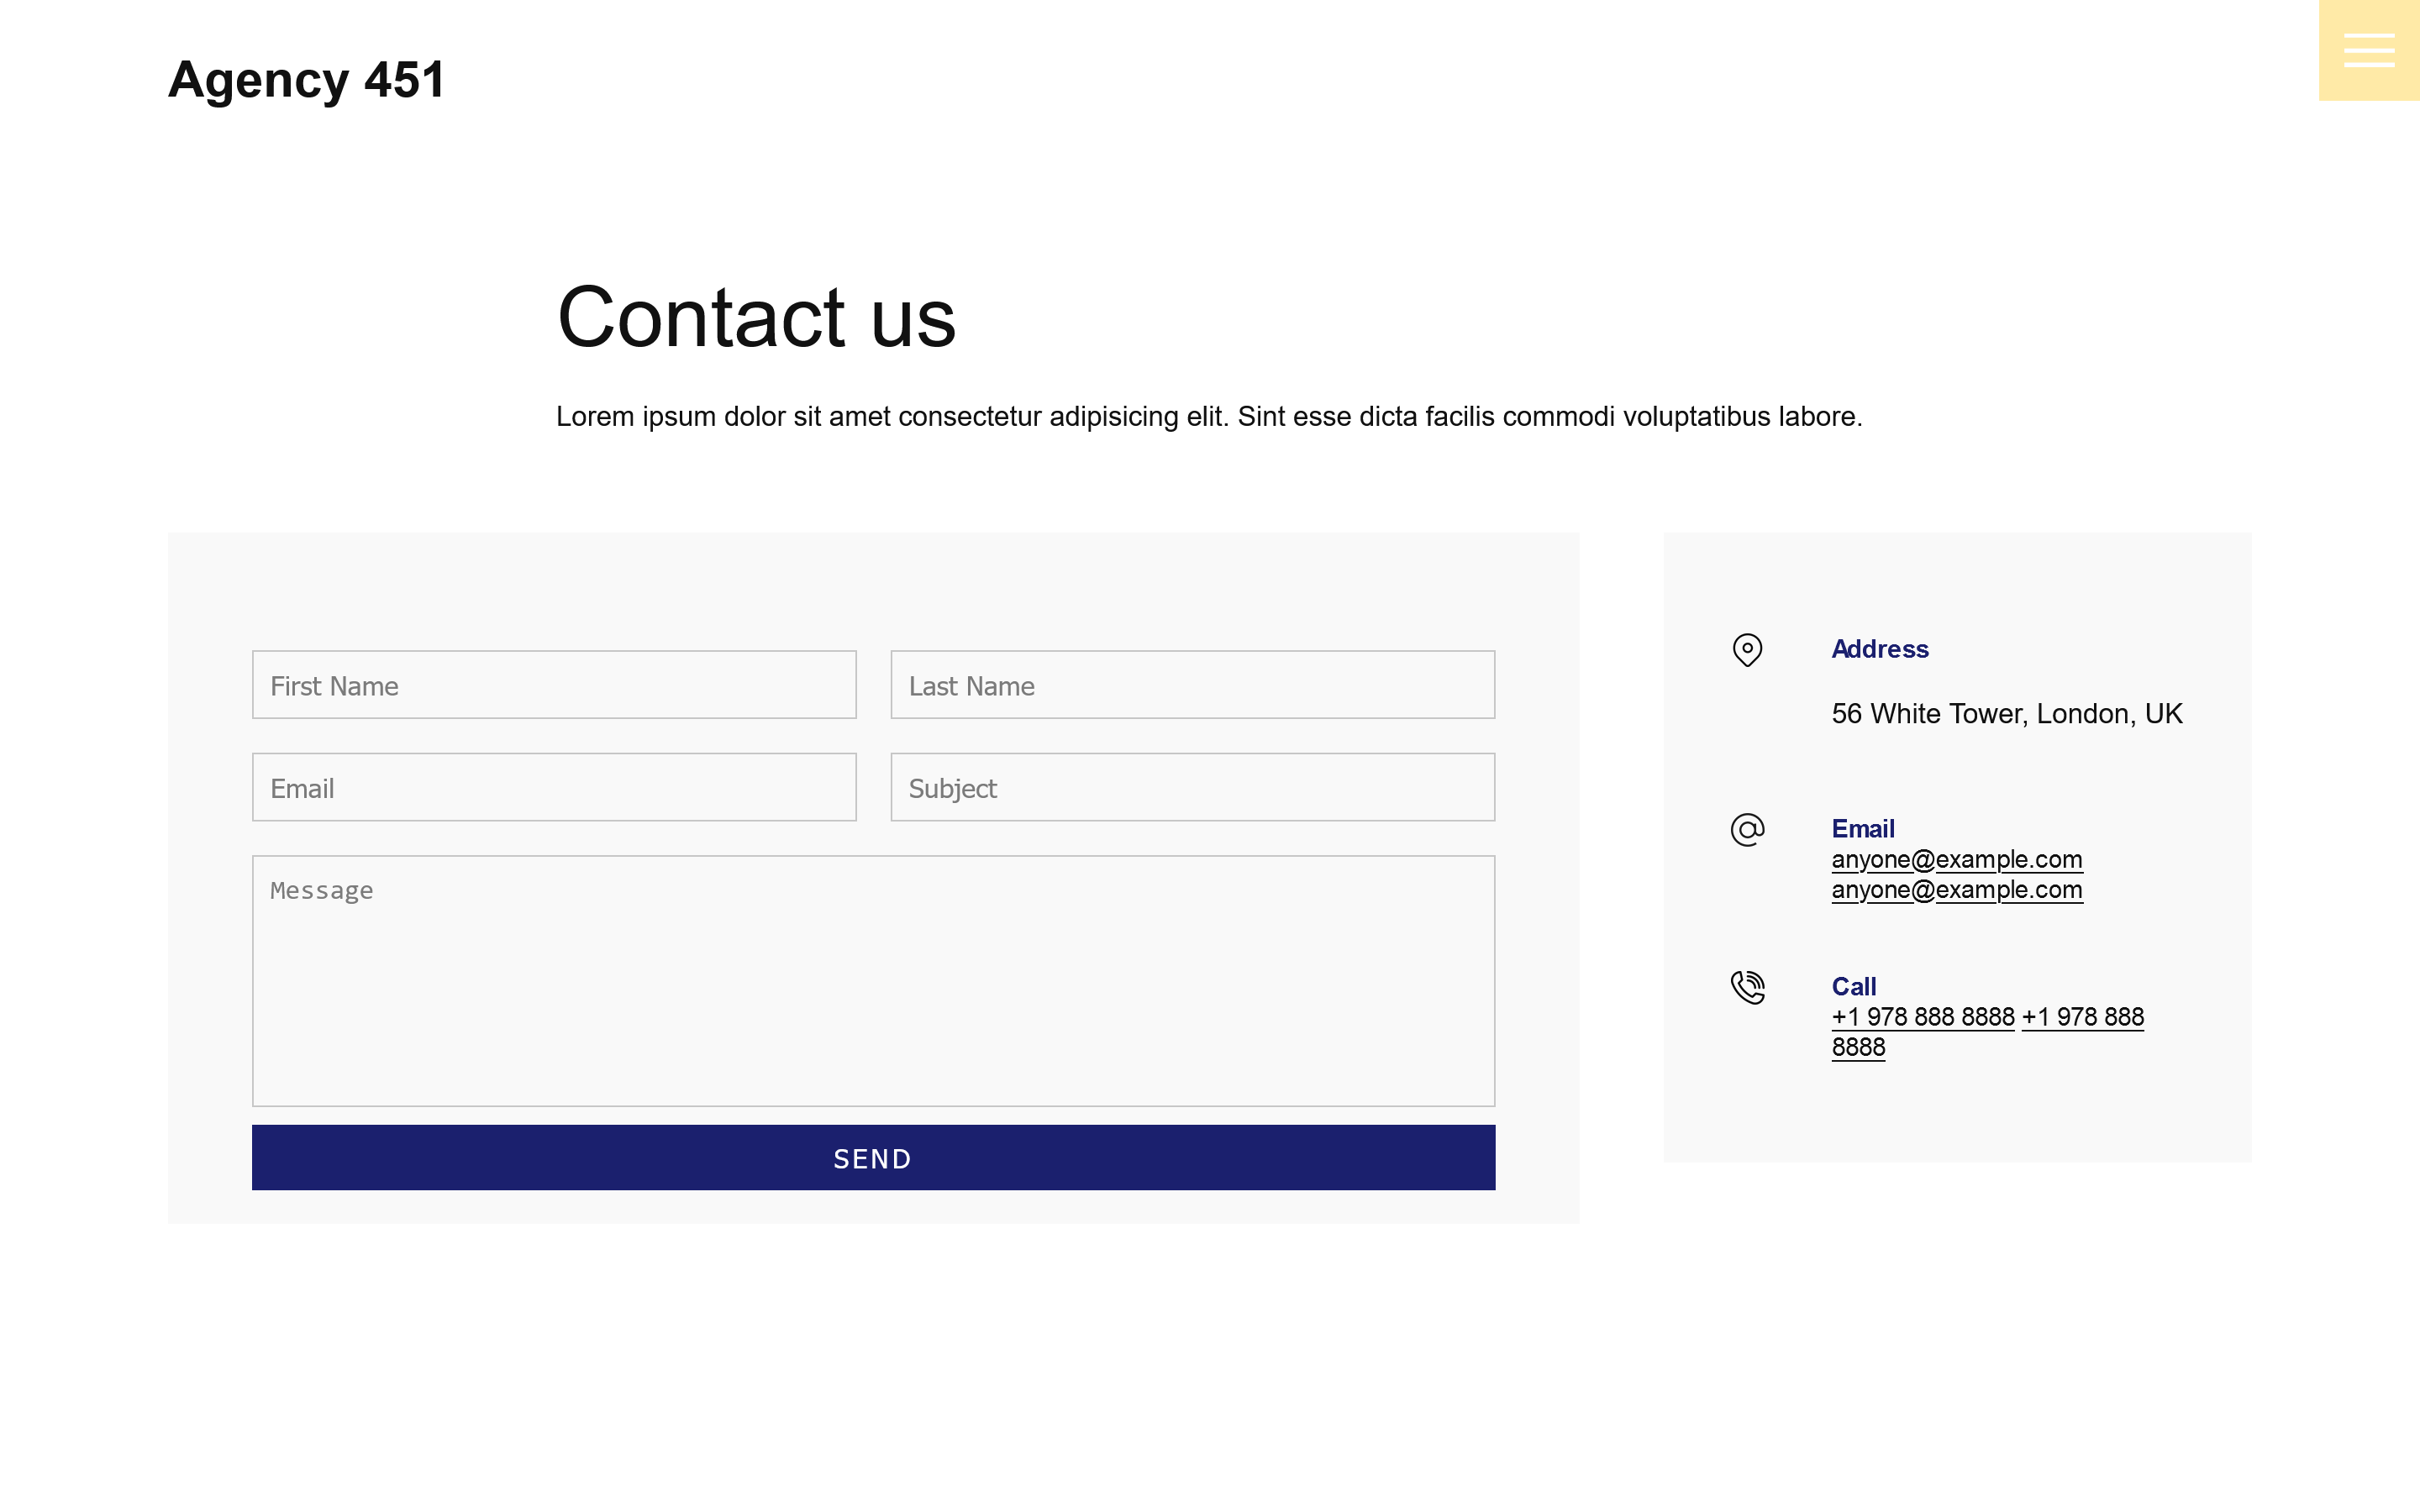 Agency 451
Contact us
Lorem ipsum dolor sit amet consectetur adipisicing elit. Sint esse dicta facilis commodi voluptatibus labore.
First Name
Last Name
Email
Subject
Message
SEND
Address
56 White Tower, London, UK
Email
anyone@example.com
anyone@example.com
Call
+1 978 888 8888 +1 978 888
8888